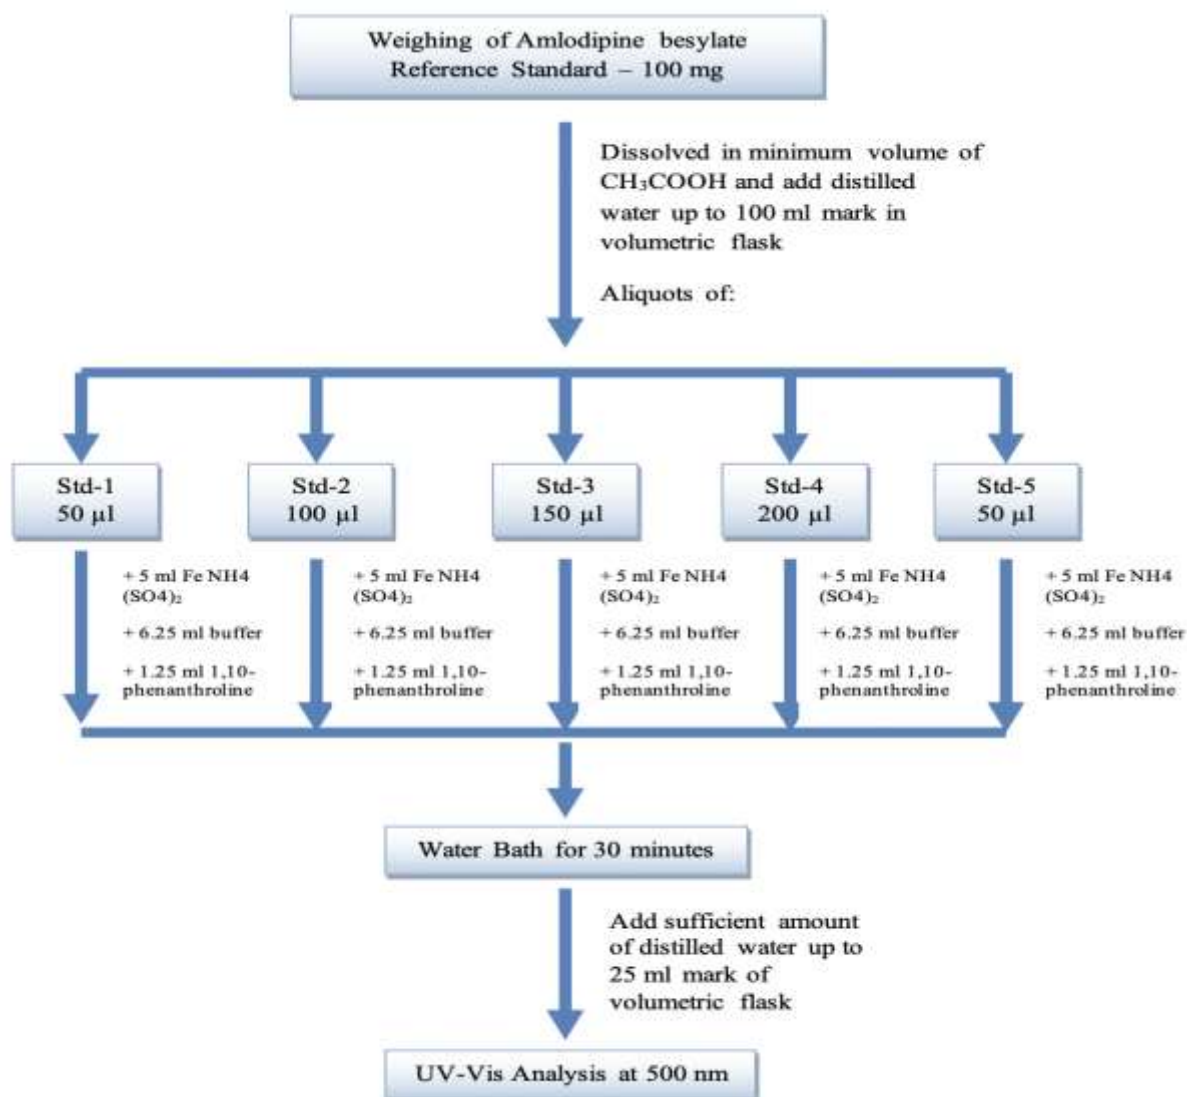 Weighing of Amlodipine besylate
Reference Standard – 100 mg
Dissolved in minimum volume of
CH₃COOH and add distilled
water up to 100 ml mark in
volumetric flask
Aliquots of:
Std-1
50 µl
Std-2
100 µl
Std-3
150 µl
Std-4
200 µl
Std-5
50 µl
+ 5 ml Fe NH4
(SO4)₂
+ 6.25 ml buffer
+ 1.25 ml 1,10-
phenanthroline
+ 5 ml Fe NH4
(SO4)₂
+ 6.25 ml buffer
+ 1.25 ml 1,10-
phenanthroline
+ 5 ml Fe NH4
(SO4)₂
+ 6.25 ml buffer
+ 1.25 ml 1,10-
phenanthroline
+ 5 ml Fe NH4
(SO4)₂
+ 6.25 ml buffer
+ 1.25 ml 1,10-
phenanthroline
+ 5 ml Fe NH4
(SO4)₂
+ 6.25 ml buffer
+ 1.25 ml 1,10-
phenanthroline
Water Bath for 30 minutes
Add sufficient amount
of distilled water up to
25 ml mark of
volumetric flask
UV-Vis Analysis at 500 nm